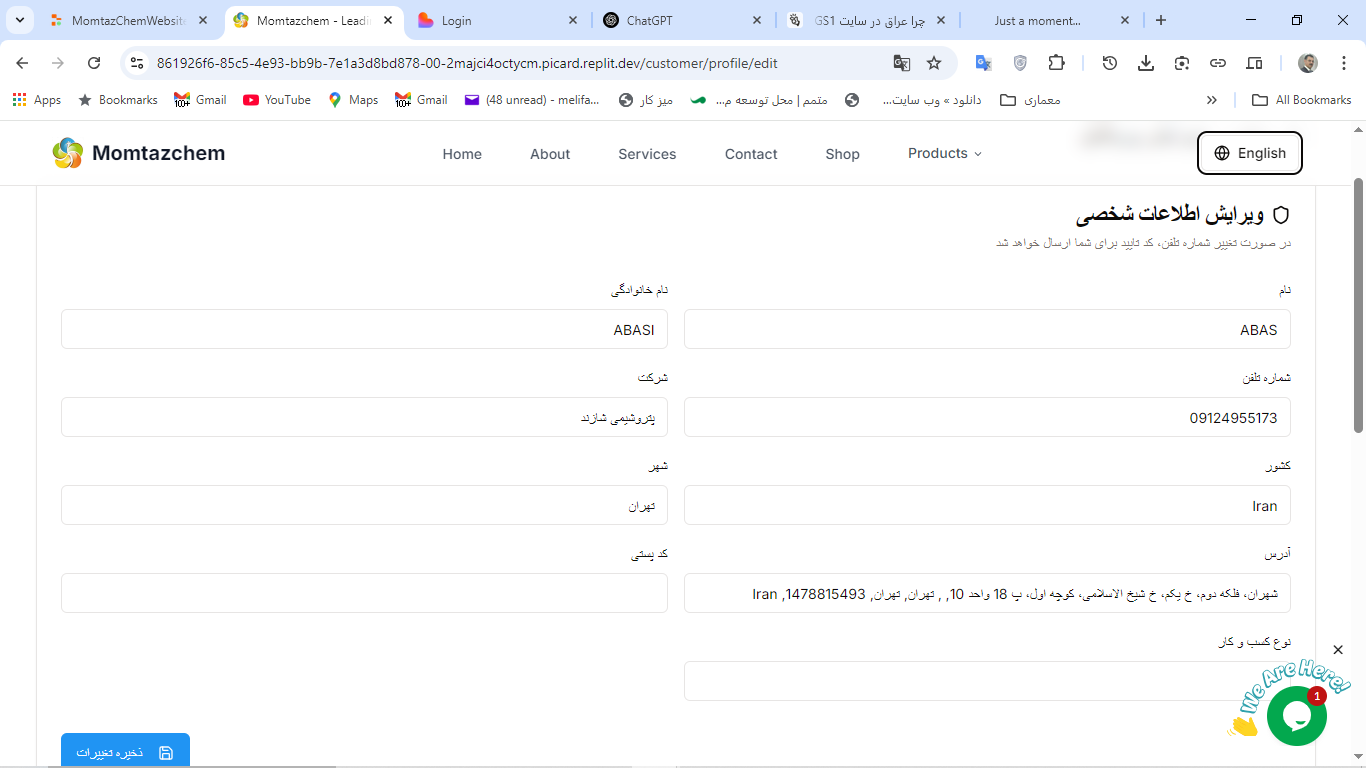 MomtazChemWebsit
Momtazchem - Leadi
Login
ChatGPT
چرا عراق در سایت GS1
Just a moment...
861926f6-85c5-4e93-bb9b-7e1a3d8bd878-00-2majci4octycm.picard.replit.dev/customer/profile/edit
Apps
Bookmarks
Gmail
YouTube
Maps
Gmail
(48 unread) - melifa...
میز کار
متمم | محل توسعه م...
دانلود » وب سایت...
معماری
All Bookmarks
Momtazchem
Home
About
Services
Contact
Shop
Products
English
ویرایش اطلاعات شخصی
در صورت تغییر شماره تلفن، کد تایید برای شما ارسال خواهد شد
نام
نام خانوادگی
ABAS
ABASI
شماره تلفن
شرکت
09124955173
پتروشیمی شازند
کشور
شهر
Iran
تهران
آدرس
کد پستی
شهران، فلکه دوم، خ یکم، خ شیخ الاسلامی، کوچه اول، پ 18 واحد 10, , تهران, تهران, 1478815493, Iran
نوع کسب و کار
We Are Here!
1
ذخیره تغییرات